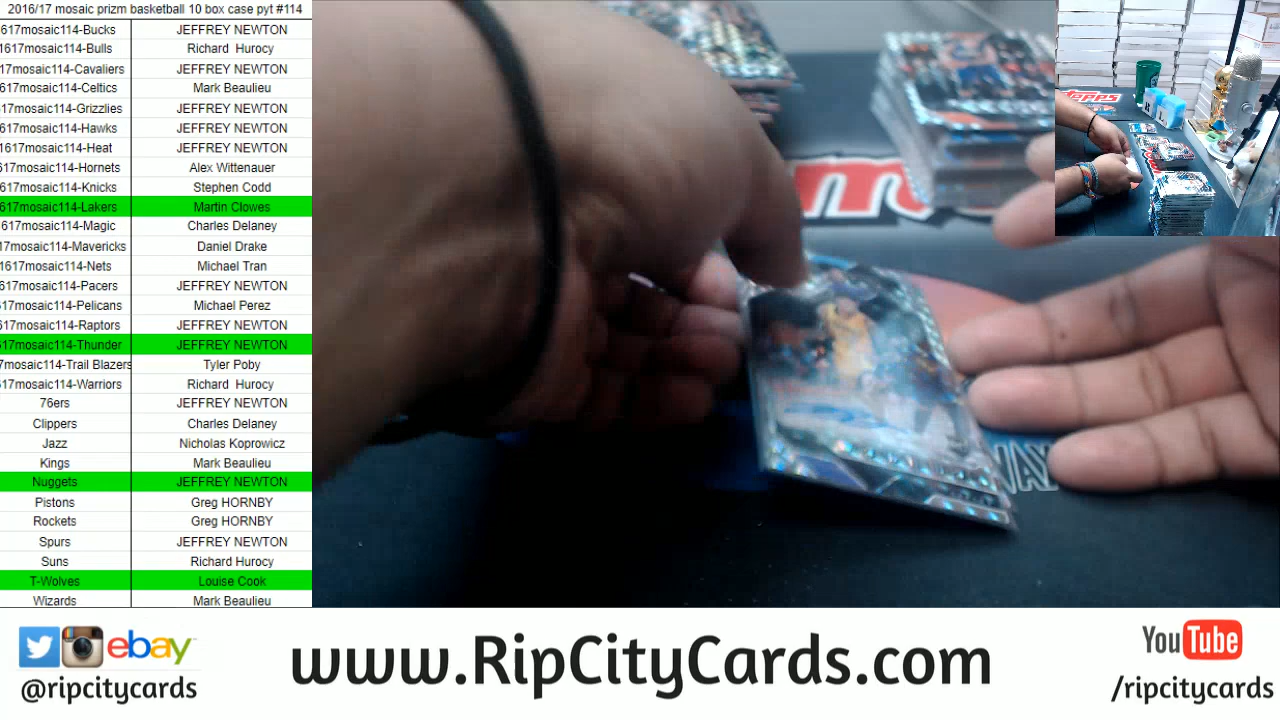 2016/17 mosaic prizm basketball 10 box case pyt #114
617mosaic114-Bucks JEFFREY NEWTON
1617mosaic114-Bulls Richard Hurocy
17mosaic114-Cavaliers JEFFREY NEWTON
1617mosaic114-Celtics Mark Beaulieu
617mosaic114-Grizzlies JEFFREY NEWTON
617mosaic114-Hawks JEFFREY NEWTON
1617mosaic114-Heat JEFFREY NEWTON
617mosaic114-Hornets Alex Wittenauer
617mosaic114-Knicks Stephen Codd
617mosaic114-Lakers Martin Clowes
617mosaic114-Magic Charles Delaney
17mosaic114-Mavericks Daniel Drake
1617mosaic114-Nets Michael Tran
617mosaic114-Pacers JEFFREY NEWTON
617mosaic114-Pelicans Michael Perez
617mosaic114-Raptors JEFFREY NEWTON
617mosaic114-Thunder JEFFREY NEWTON
7mosaic114-Trail Blazers Tyler Poby
617mosaic114-Warriors Richard Hurocy
76ers JEFFREY NEWTON
Clippers Charles Delaney
Jazz Nicholas Koprowicz
Kings Mark Beaulieu
Nuggets JEFFREY NEWTON
Pistons Greg HORNBY
Rockets Greg HORNBY
Spurs JEFFREY NEWTON
Suns Richard Hurocy
T-Wolves Louise Cook
Wizards Mark Beaulieu
ebay
@ripcitycards
www.RipCityCards.com
YouTube
/ripcitycards